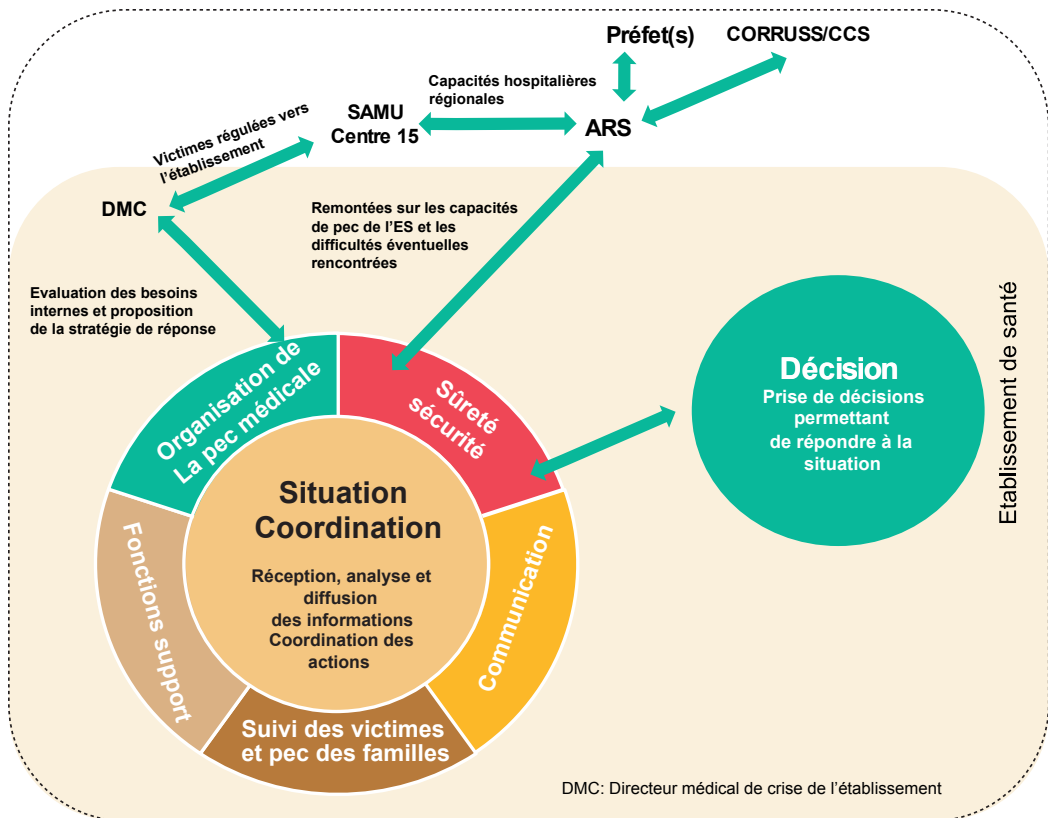 Préfet(s)
CORRUSS/CCS
Capacités hospitalières
régionales
SAMU
Centre 15
ARS
Victimes régulées vers
l’établissement
DMC
Remontées sur les capacités
de pec de l’ES et les
difficultés éventuelles
rencontrées
Evaluation des besoins
internes et proposition
de la stratégie de réponse
Etablissement de santé
Organisation de
La pec médicale
Sûreté
sécurité
Décision
Prise de décisions
permettant
de répondre à la
situation
Situation
Coordination
Réception, analyse et
diffusion
des informations
Coordination des
actions
Fonctions support
Communication
Suivi des victimes
et pec des familles
DMC: Directeur médical de crise de l’établissement